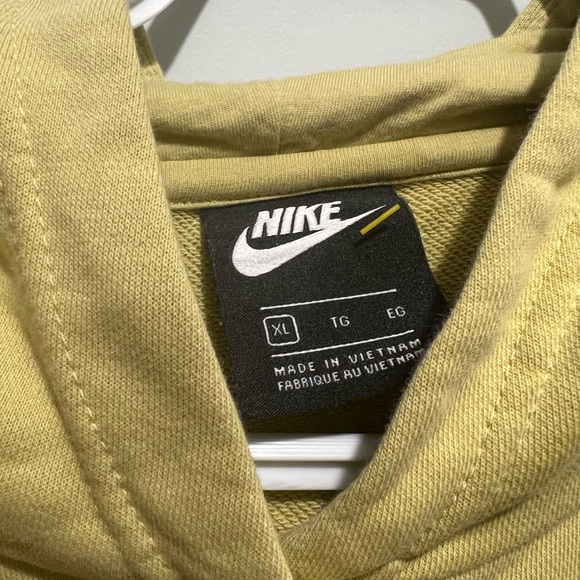 NIKE
XL TG EG
MADE IN VIETNAM
FABRIQUE AU VIETNAM